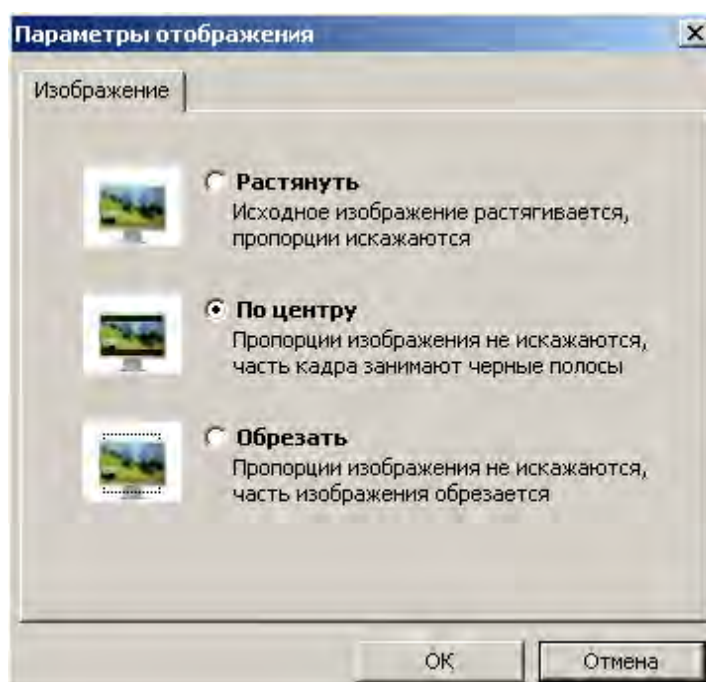 Параметры отображения
Изображение
Растянуть
Исходное изображение растягивается,
пропорции искажаются
По центру
Пропорции изображения не искажаются,
часть кадра занимают черные полосы
Обрезать
Пропорции изображения не искажаются,
часть изображения обрезается
OK
Отмена